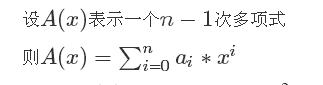 设A(x)表示一个n − 1次多项式
则A(x) = ∑_{i=0}^{n} a_i * x^i